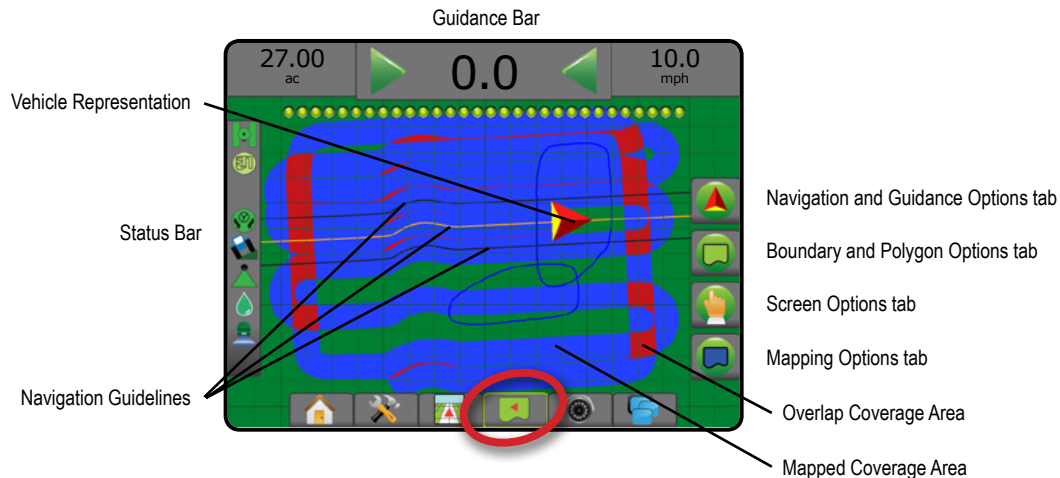 Guidance Bar
27.00
ac
0.0
10.0
mph
Vehicle Representation
Status Bar
Navigation Guidelines
Navigation and Guidance Options tab
Boundary and Polygon Options tab
Screen Options tab
Mapping Options tab
Overlap Coverage Area
Mapped Coverage Area